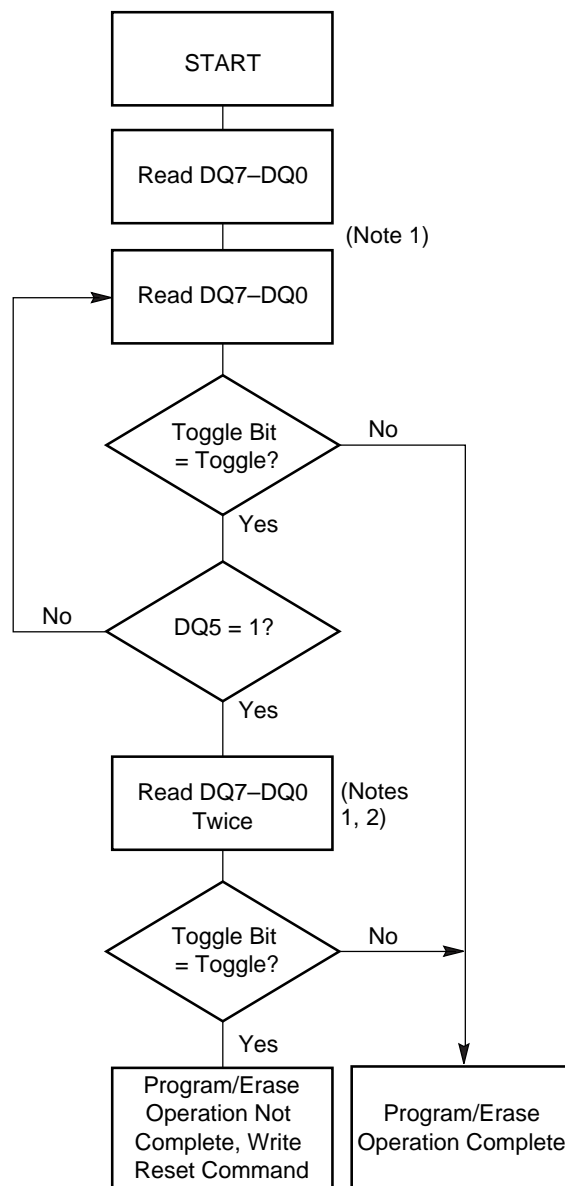 START
Read DQ7–DQ0
(Note 1)
Read DQ7–DQ0
Toggle Bit
= Toggle?
No
Yes
DQ5 = 1?
No
Yes
Read DQ7–DQ0
Twice
(Notes
1, 2)
Toggle Bit
= Toggle?
No
Yes
Program/Erase
Operation Not
Complete, Write
Reset Command
Program/Erase
Operation Complete